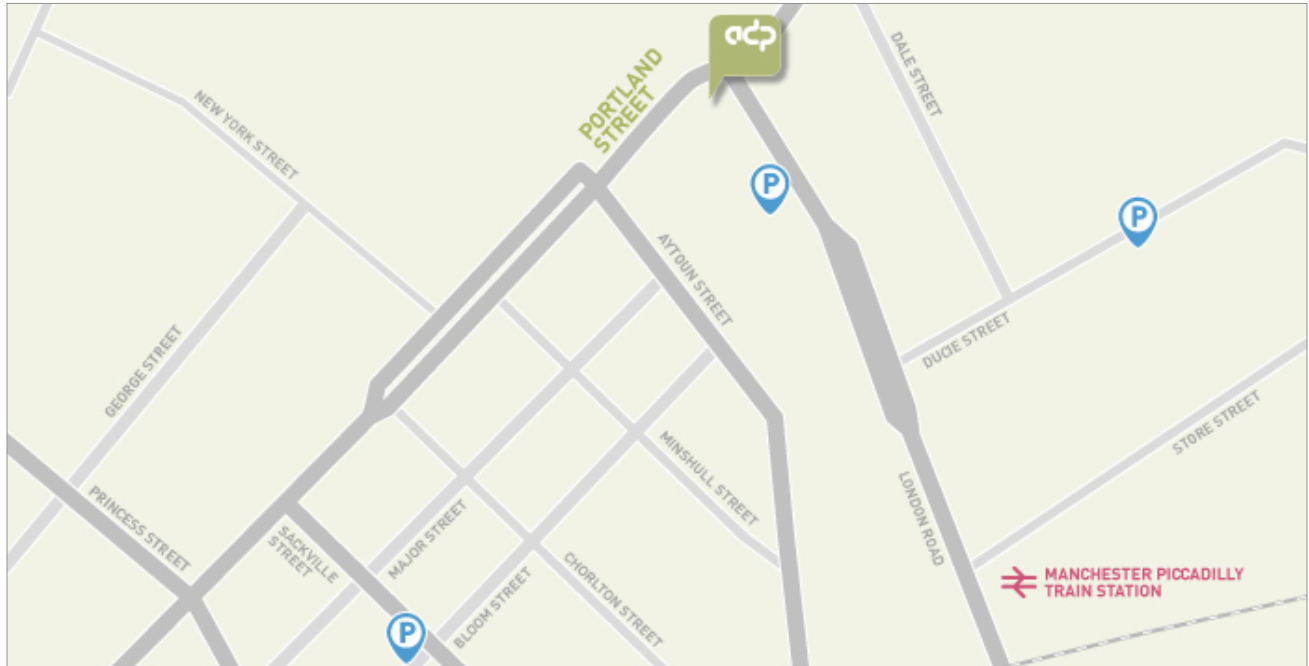 adp
PORTLAND
STREET
DALE STREET
NEW YORK STREET
P
P
AYTOUN STREET
GEORGE STREET
DUCIE STREET
STORE STREET
MINSHULL STREET
LONDON ROAD
PRINCESS STREET
SACKVILLE
STREET
MAJOR STREET
CHORLTON STREET
BLOOM STREET
MANCHESTER PICCADILLY
TRAIN STATION
P